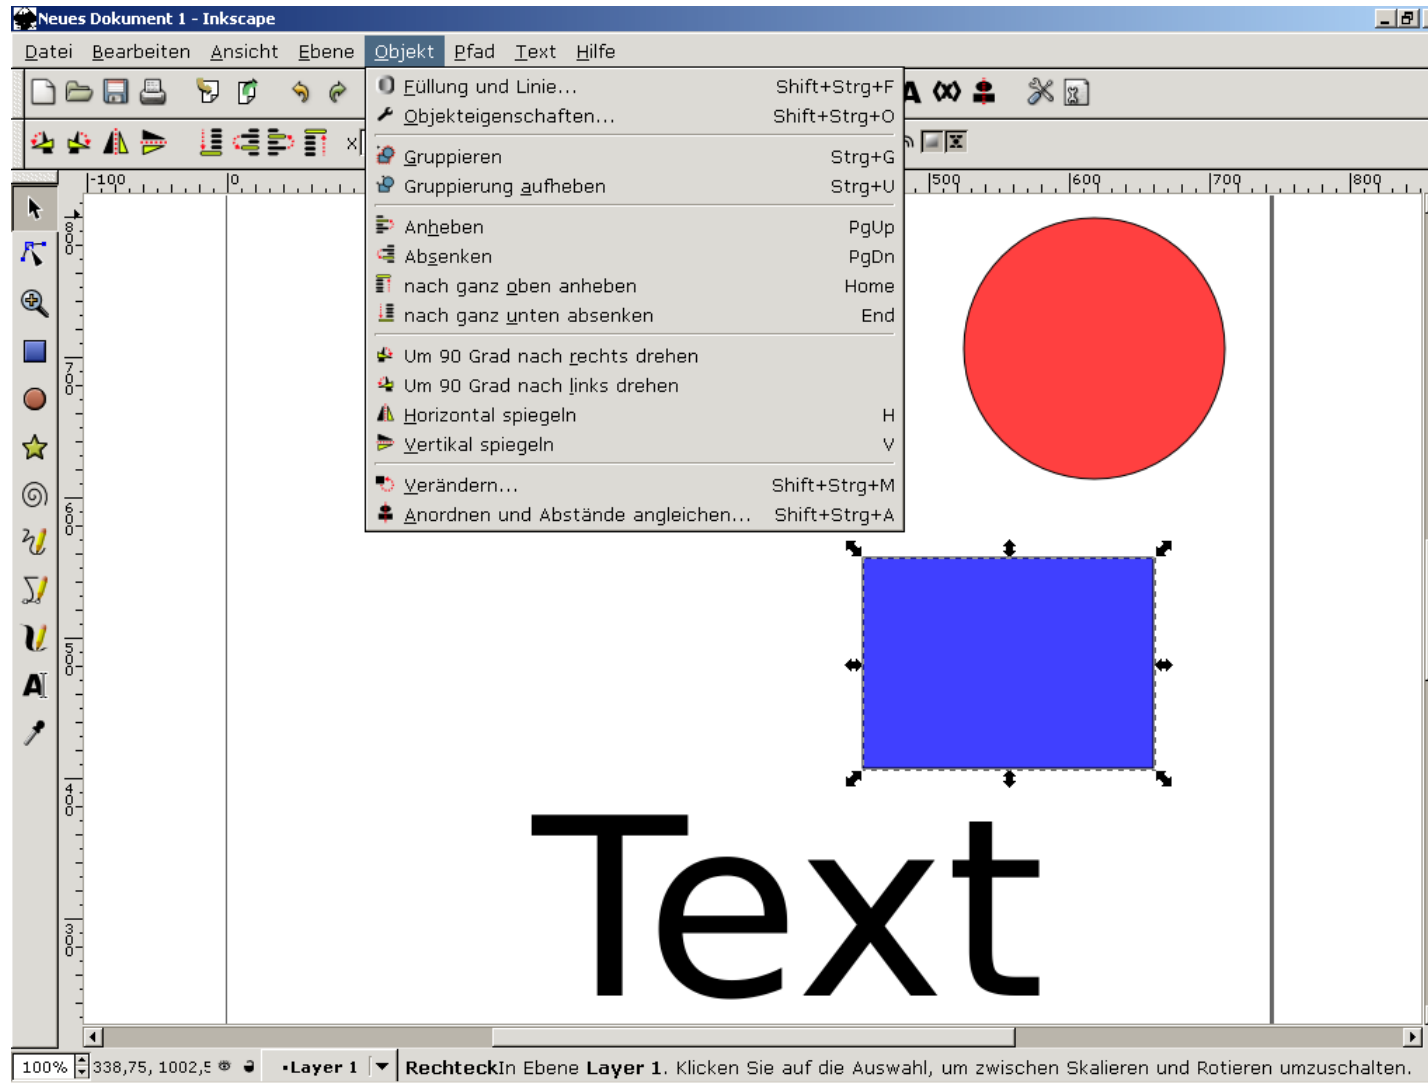 Neues Dokument 1 - Inkscape
Datei Bearbeiten Ansicht Ebene Objekt Pfad Text Hilfe
Füllung und Linie... Shift+Strg+F
Objekteigenschaften... Shift+Strg+O
Gruppieren Strg+G
Gruppierung aufheben Strg+U
Anheben PgUp
Absenken PgDn
nach ganz oben anheben Home
nach ganz unten absenken End
Um 90 Grad nach rechts drehen
Um 90 Grad nach links drehen
Horizontal spiegeln H
Vertikal spiegeln V
Verändern... Shift+Strg+M
Anordnen und Abstände angleichen... Shift+Strg+A
-100 0 500 600 700 800
800
700
600
500
400
300
Text
100% 338,75, 1002,5 •Layer 1 RechteckIn Ebene Layer 1. Klicken Sie auf die Auswahl, um zwischen Skalieren und Rotieren umzuschalten.